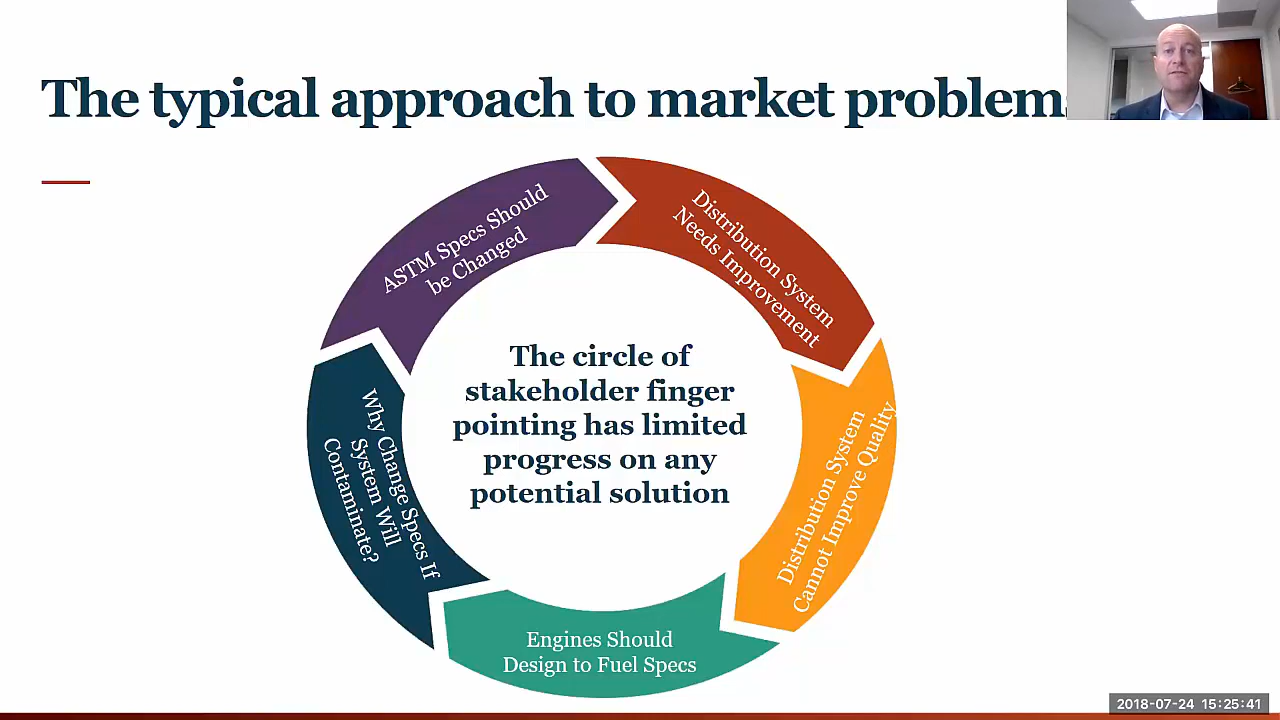 The typical approach to market problems
ASTM Specs Should
be Changed
Distribution System
Needs Improvement
Distribution System
Cannot Improve Quality
Engines Should
Design to Fuel Specs
Why Change Specs If
System Will
Contaminate?
The circle of
stakeholder finger
pointing has limited
progress on any
potential solution
2018-07-24 15:25:41